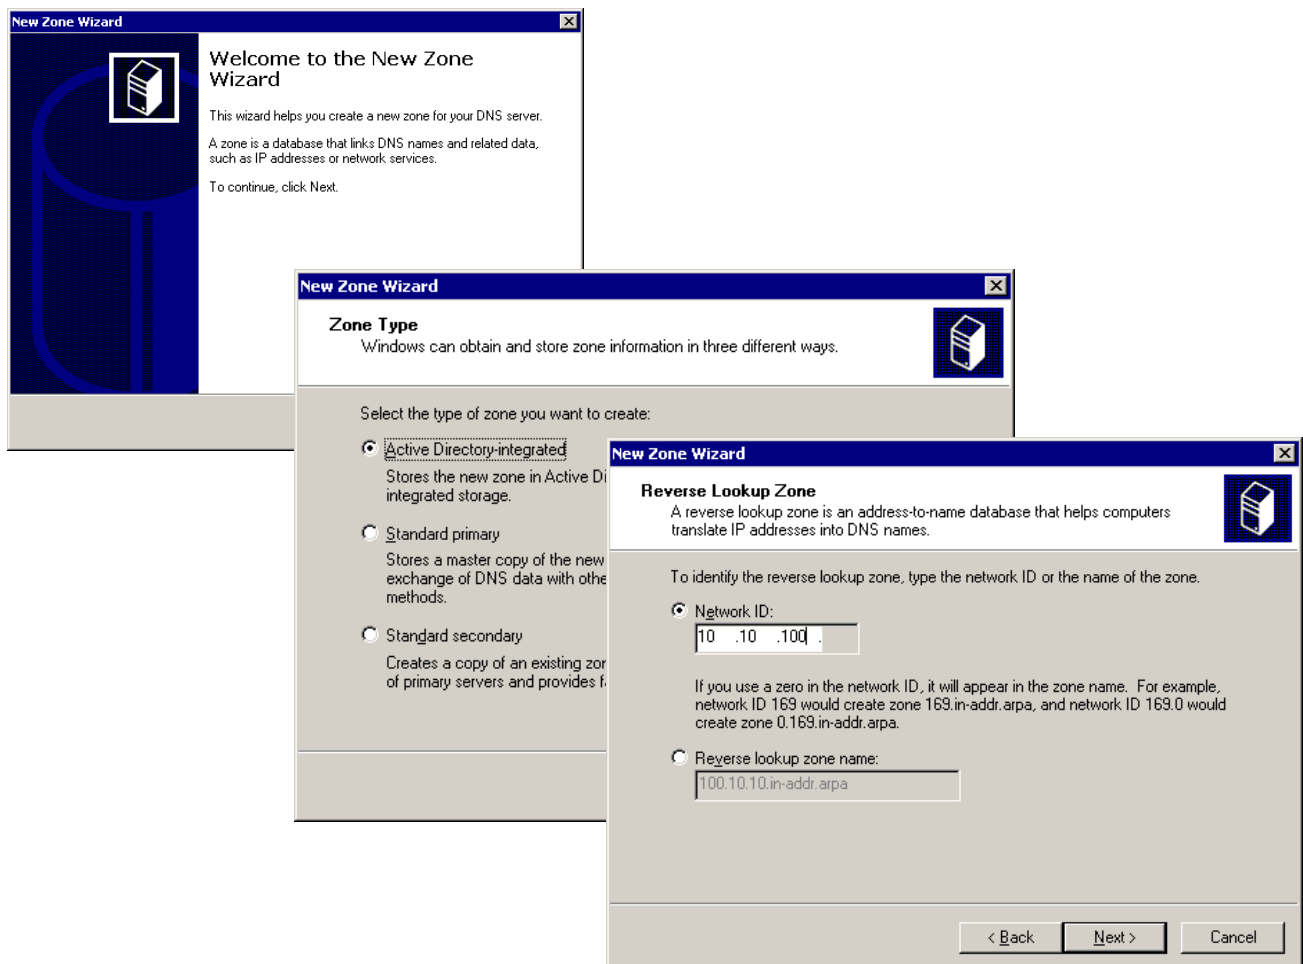 New Zone Wizard
Welcome to the New Zone
Wizard
This wizard helps you create a new zone for your DNS server.
A zone is a database that links DNS names and related data,
such as IP addresses or network services.
To continue, click Next.
New Zone Wizard
Zone Type
Windows can obtain and store zone information in three different ways.
Select the type of zone you want to create:
Active Directory-integrated
Stores the new zone in Active Di
integrated storage.
Standard primary
Stores a master copy of the new
exchange of DNS data with othe
methods.
Standard secondary
Creates a copy of an existing zor
of primary servers and provides f
New Zone Wizard
Reverse Lookup Zone
A reverse lookup zone is an address-to-name database that helps computers
translate IP addresses into DNS names.
To identify the reverse lookup zone, type the network ID or the name of the zone.
Network ID:
10 .10 .100 .
If you use a zero in the network ID, it will appear in the zone name. For example,
network ID 169 would create zone 169.in-addr.arpa, and network ID 169.0 would
create zone 0.169.in-addr.arpa.
Reverse lookup zone name:
100.10.10.in-addr.arpa
< Back Next > Cancel